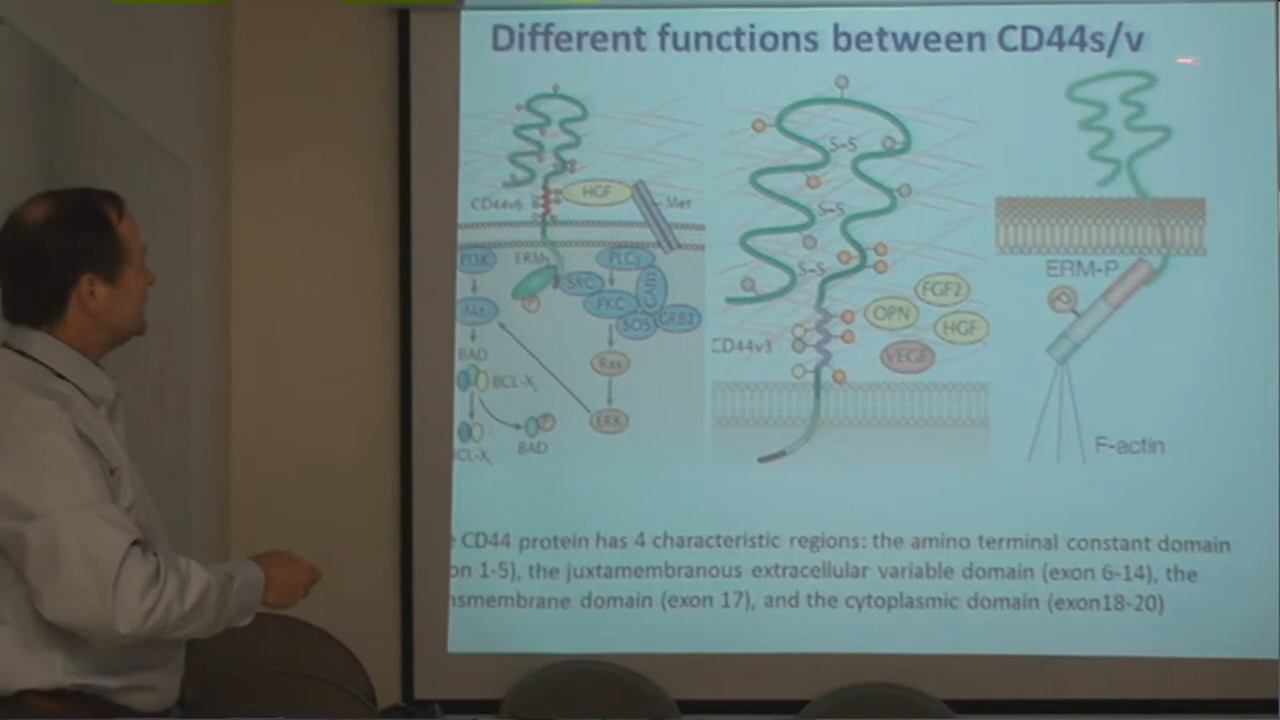 Different functions between CD44s/v
CD44v6
HGF
Met
PI3K
ERM
PLCγ
SRC
GAB1
PKC
Akt
SOS
GRB2
BAD
Ras
BCL-X
ERK
BAD
CL-X
S-S
S-S
S-S
FGF2
OPN
HGF
CD44v3
VEGF
ERM-P
F-actin
e CD44 protein has 4 characteristic regions: the amino terminal constant domain
on 1-5), the juxtamembranous extracellular variable domain (exon 6-14), the
nsmembrane domain (exon 17), and the cytoplasmic domain (exon18-20)